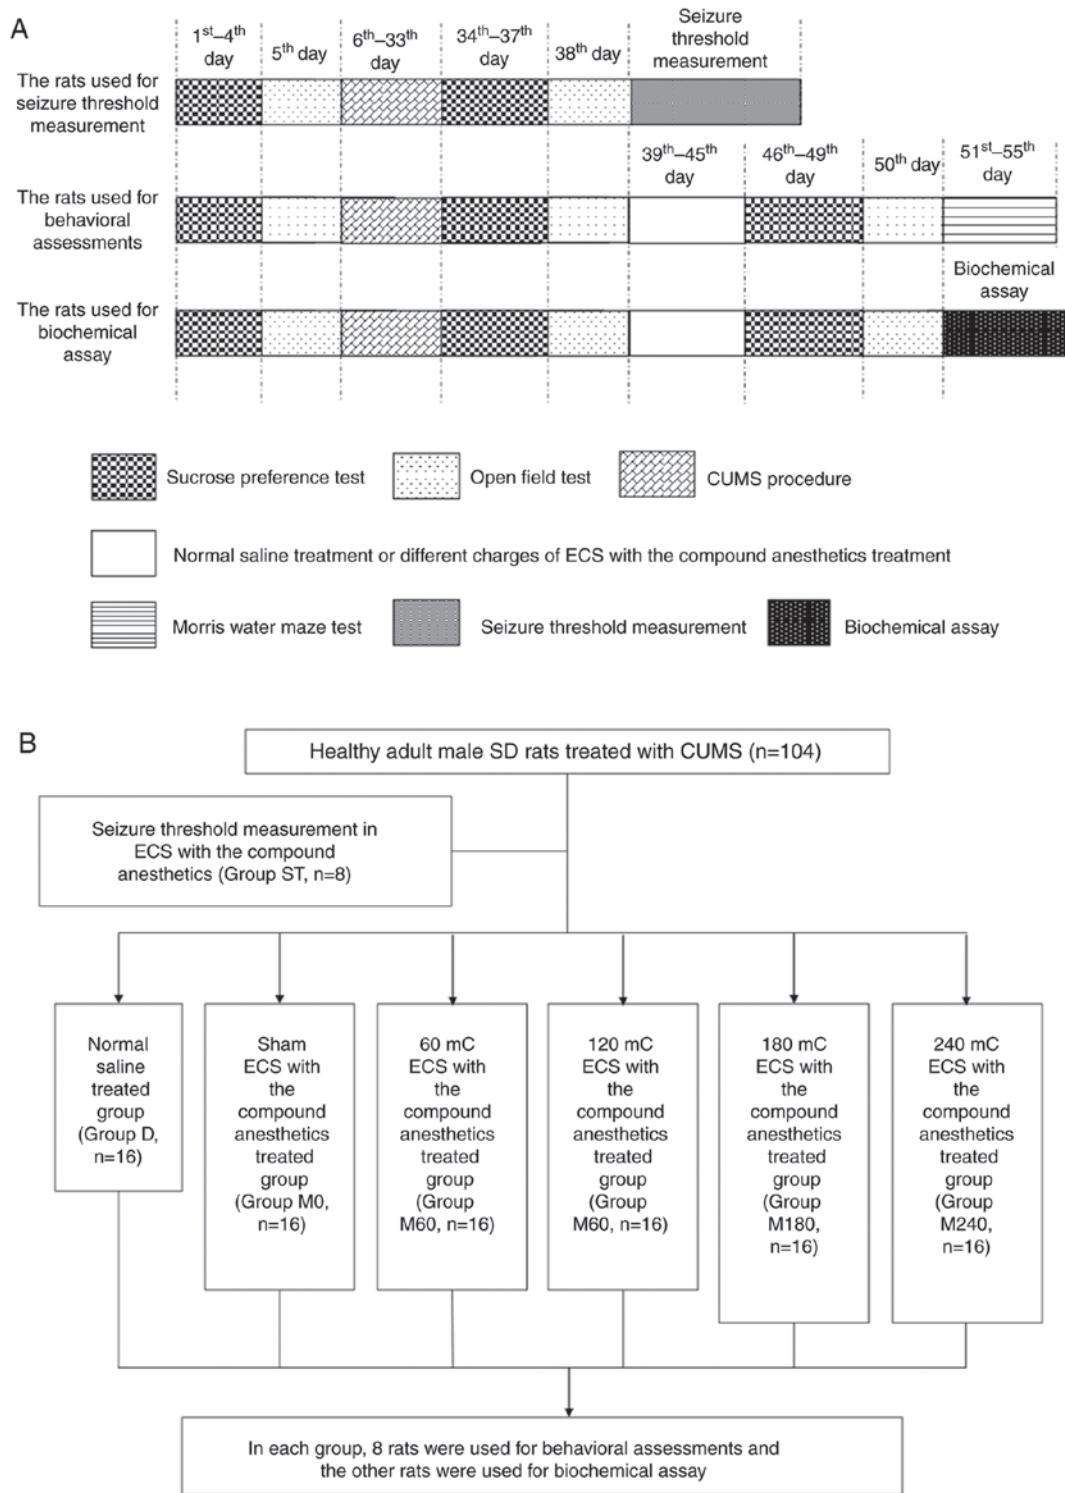 A
1st–4th
day
5th day
6th–33th
day
34th–37th
day
38th day
Seizure
threshold
measurement
The rats used for
seizure threshold
measurement
39th–45th
day
46th–49th
day
50th day
51st–55th
day
The rats used for
behavioral
assessments
Biochemical
assay
The rats used for
biochemical
assay
Sucrose preference test
Open field test
CUMS procedure
Normal saline treatment or different charges of ECS with the compound anesthetics treatment
Morris water maze test
Seizure threshold measurement
Biochemical assay
B
Healthy adult male SD rats treated with CUMS (n=104)
Seizure threshold measurement in
ECS with the compound
anesthetics (Group ST, n=8)
Normal
saline
treated
group
(Group D,
n=16)
Sham
ECS with
the
compound
anesthetics
treated
group
(Group M0,
n=16)
60 mC
ECS with
the
compound
anesthetics
treated
group
(Group
M60, n=16)
120 mC
ECS with
the
compound
anesthetics
treated
group
(Group
M60, n=16)
180 mC
ECS with
the
compound
anesthetics
treated
group
(Group
M180,
n=16)
240 mC
ECS with
the
compound
anesthetics
treated
group
(Group
M240,
n=16)
In each group, 8 rats were used for behavioral assessments and
the other rats were used for biochemical assay